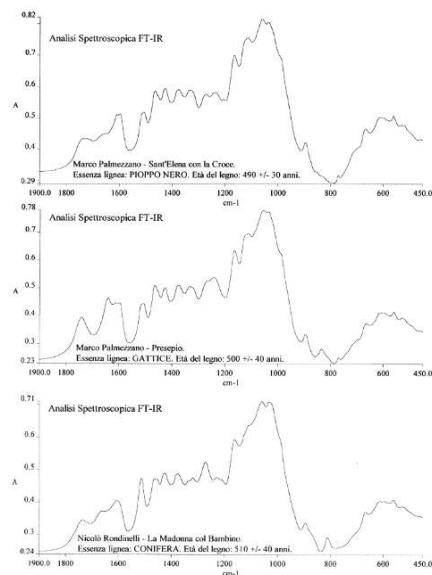 0.82
Analisi Spettroscopica FT-IR
0.7
0.6
A
0.5
0.4
Marco Palmezzano - Sant'Elena con la Croce.
Essenza lignea: PIOPPO NERO. Età del legno: 490 +/- 30 anni.
0.29
1900.0 1800 1600 1400 1200 1000 800 600 450.0
cm-1
0.78
Analisi Spettroscopica FT-IR
0.7
0.6
A 0.5
0.4
0.3
Marco Palmezzano - Presepio.
Essenza lignea: GATTICE. Età del legno: 500 +/- 40 anni.
0.23
1900.0 1800 1600 1400 1200 1000 800 600 450.0
cm-1
0.71
Analisi Spettroscopica FT-IR
0.6
0.5
A
0.4
0.3
Nicolò Rondinelli - La Madonna col Bambino
Essenza lignea: CONIFERA. Età del legno: 510 +/- 40 anni.
0.24
1900.0 1800 1600 1400 1200 1000 800 600 450.0
cm-1